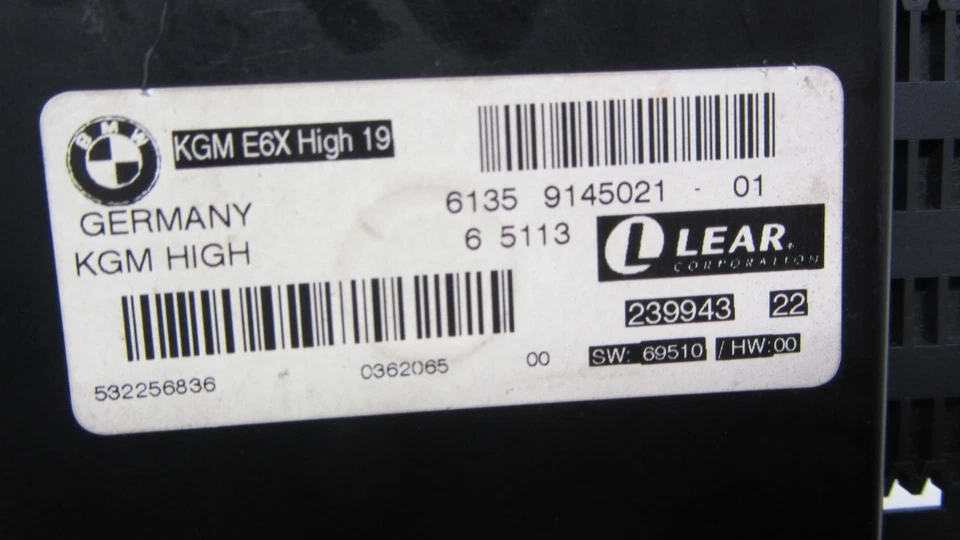 BMW
KGM E6X High 19
GERMANY
KGM HIGH
6135 9145021 - 01
6 5113
LEAR.
CORPORATION
239943 22
SW: 69510 / HW:00
532256836 0362065 00